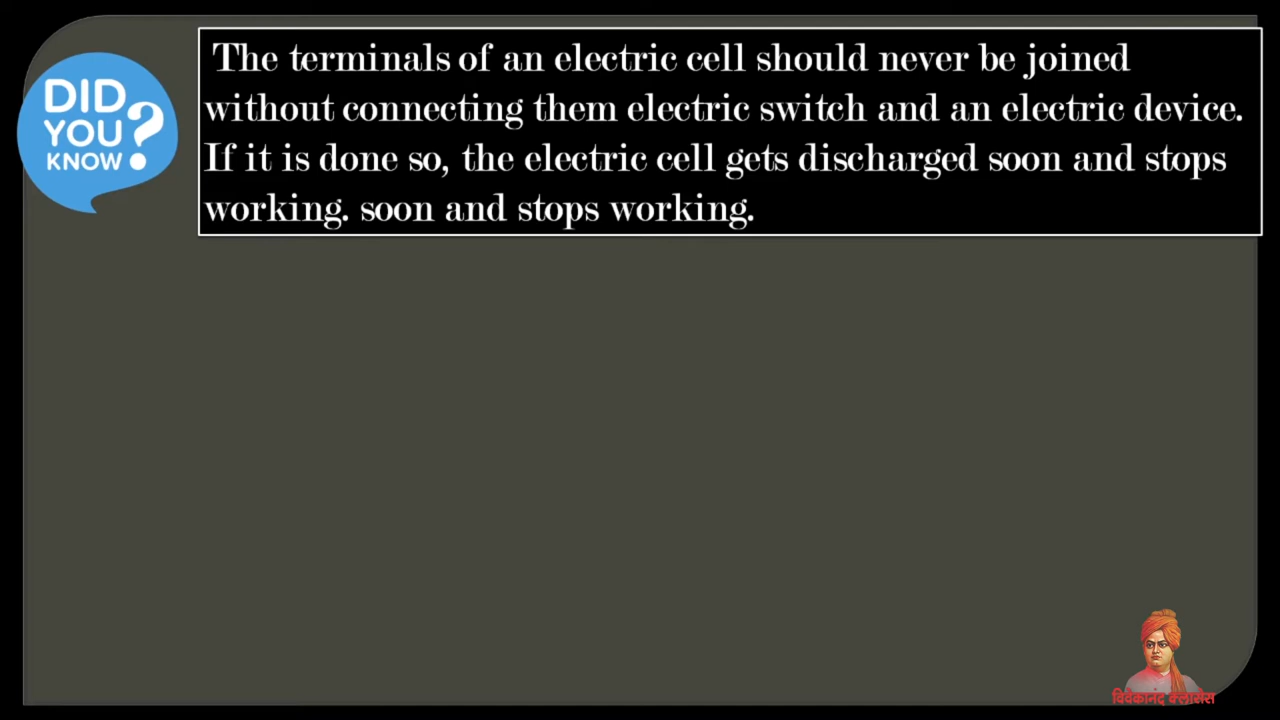 DID
YOU
KNOW ?
The terminals of an electric cell should never be joined
without connecting them electric switch and an electric device.
If it is done so, the electric cell gets discharged soon and stops
working. soon and stops working.
विवेकानंद क्लासेस